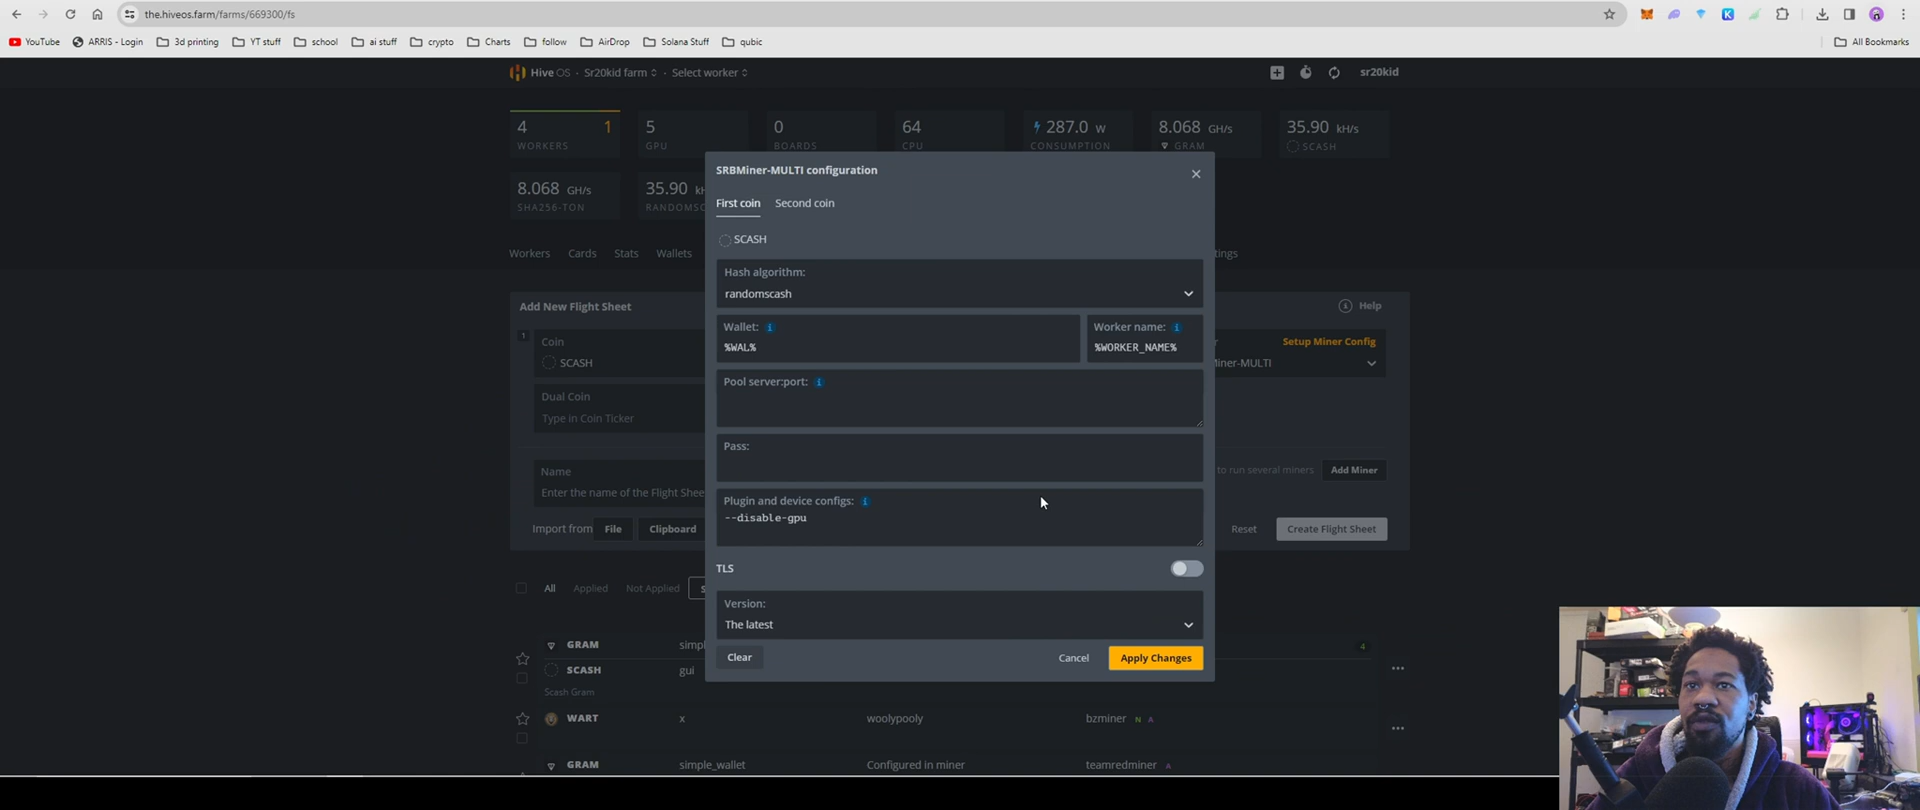 the.hiveos.farm/farms/669300/fs
YouTube ARRIS - Login 3d printing YT stuff school ai stuff crypto Charts follow AirDrop Solana Stuff qubic All Bookmarks
Hive OS · Sr20kid farm · Select worker sr20kid
4 1 5 0 64 287.0 W 8.068 GH/s 35.90 kH/s
WORKERS GPU BOARDS CPU CONSUMPTION GRAM SCASH
8.068 GH/s 35.90
SHA256-TON
Workers Cards Stats Wallets
SRBMiner-MULTI configuration
First coin Second coin
SCASH
Hash algorithm:
randomscash
Wallet: Worker name:
%WAL% %WORKER_NAME%
Pool server:port:
Pass:
Plugin and device configs:
--disable-gpu
TLS
Version:
The latest
Clear Cancel Apply Changes
Add New Flight Sheet Help
1 Coin Setup Miner Config
SCASH Miner-MULTI
Dual Coin
Type in Coin Ticker
Name to run several miners Add Miner
Enter the name of the Flight Shee
Import from File Clipboard Reset Create Flight Sheet
All Applied Not Applied
GRAM simpl 4
SCASH gui
Scash Gram
WART x woolypooly bzminer N A
GRAM simple_wallet Configured in miner teamredminer A